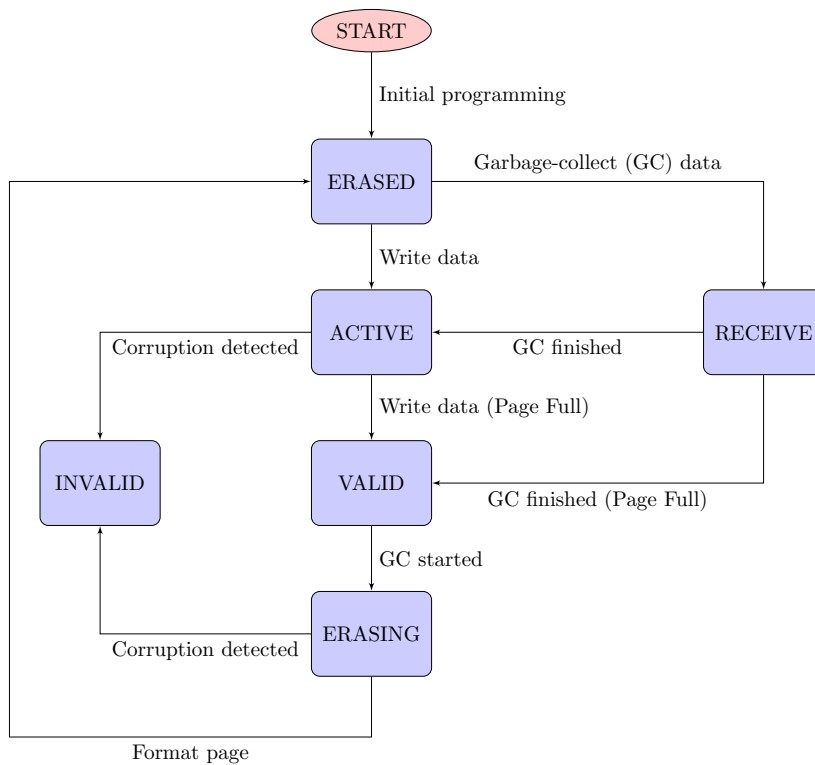 START
Initial programming
Garbage-collect (GC) data
ERASED
Write data
ACTIVE
RECEIVE
Corruption detected
GC finished
Write data (Page Full)
INVALID
VALID
GC finished (Page Full)
GC started
ERASING
Corruption detected
Format page